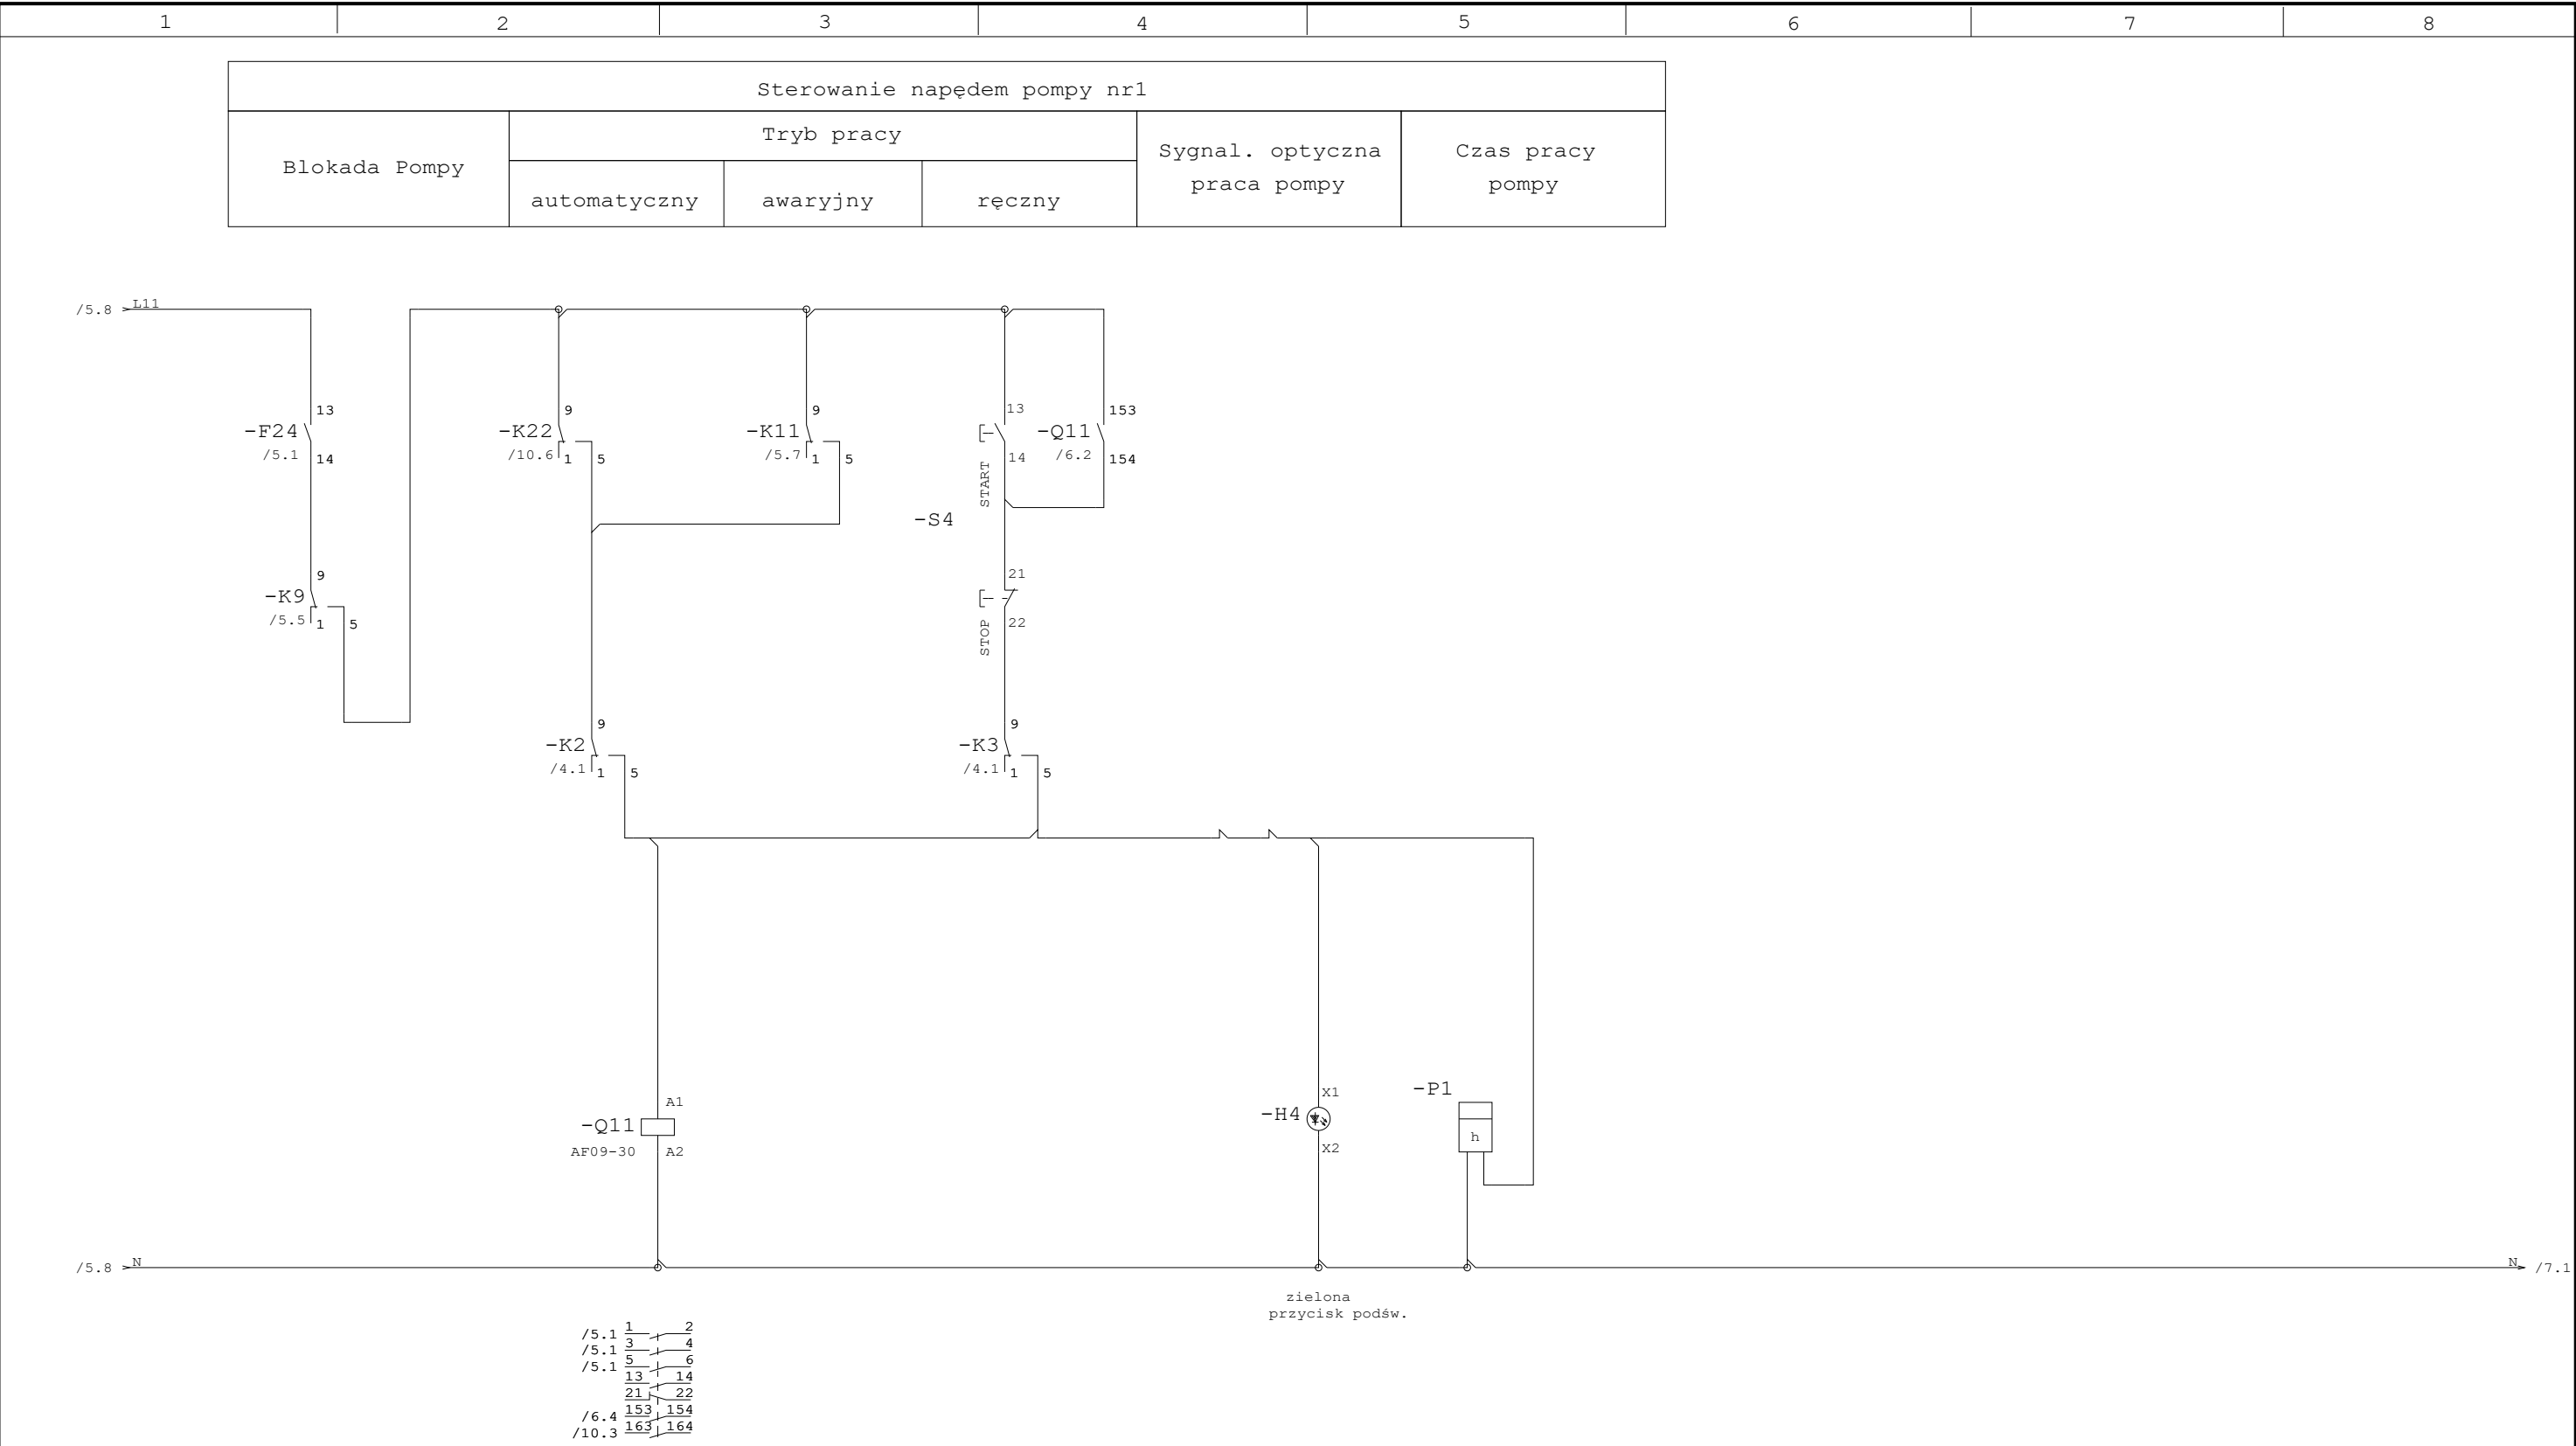 1 2 3 4 5 6 7 8
Sterowanie napędem pompy nr1
Blokada Pompy
Tryb pracy
automatyczny
awaryjny
ręczny
Sygnal. optyczna
praca pompy
Czas pracy
pompy
/5.8 L11
13
-F24
/5.1 14
9
-K22
/10.6 1 5
9
-K11
/5.7 1 5
13
14
START
153
-Q11
/6.2 154
-S4
9
-K9
/5.5 1 5
21
22
STOP
9
-K2
/4.1 1 5
9
-K3
/4.1 1 5
A1
-Q11
AF09-30 A2
X1
-H4
X2
-P1
h
/5.8 N
N /7.1
zielona
przycisk podśw.
/5.1 1 2
/5.1 3 4
/5.1 5 6
13 14
21 22
/6.4 153 154
/10.3 163 164